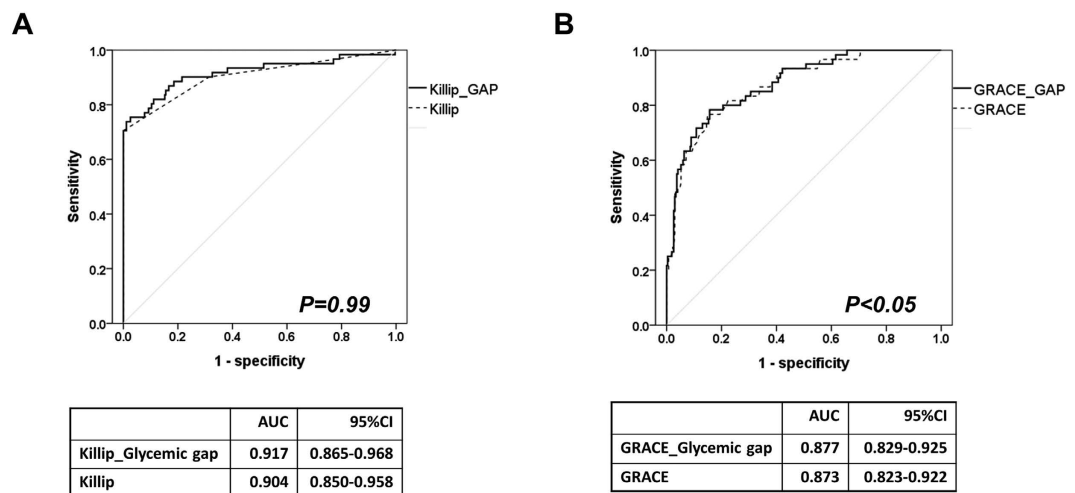 A
1.0
0.8
0.6
0.4
0.2
0.0
Sensitivity
0.0 0.2 0.4 0.6 0.8 1.0
1 - specificity
Killip_GAP
Killip
P=0.99
AUC 95%CI
Killip_Glycemic gap 0.917 0.865-0.968
Killip 0.904 0.850-0.958
B
1.0
0.8
0.6
0.4
0.2
0.0
Sensitivity
0.0 0.2 0.4 0.6 0.8 1.0
1 - specificity
GRACE_GAP
GRACE
P<0.05
AUC 95%CI
GRACE_Glycemic gap 0.877 0.829-0.925
GRACE 0.873 0.823-0.922